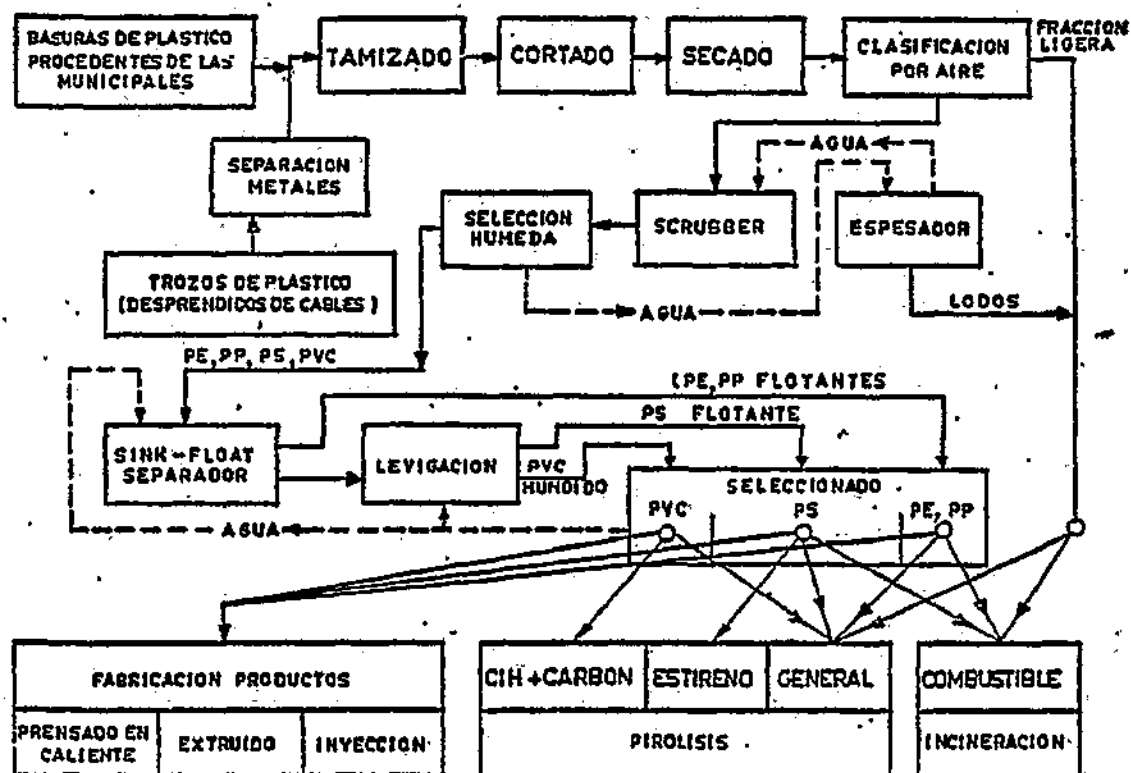 BASURAS DE PLASTICO
PROCEDENTES DE LAS
MUNICIPALES
TAMIZADO
CORTADO
SECADO
CLASIFICACION
POR AIRE
FRACCION
LIGERA
SEPARACION
METALES
AGUA
SELECCION
HUMEDA
SCRUBBER
ESPESADOR
TROZOS DE PLASTICO
(DESPRENDIDOS DE CABLES)
AGUA
LODOS
PE, PP, PS, PVC
(PE, PP FLOTANTES
PS FLOTANTE
SINK-FLOAT
SEPARADOR
LEVIGACION
PVC
HUNDIDO
SELECCIONADO
PVC
PS
PE, PP
AGUA
FABRICACION PRODUCTOS
PRENSADO EN
CALIENTE
EXTRUIDO
INYECCION
ClH+CARBON
ESTIRENO
GENERAL
PIROLISIS
COMBUSTIBLE
INCINERACION